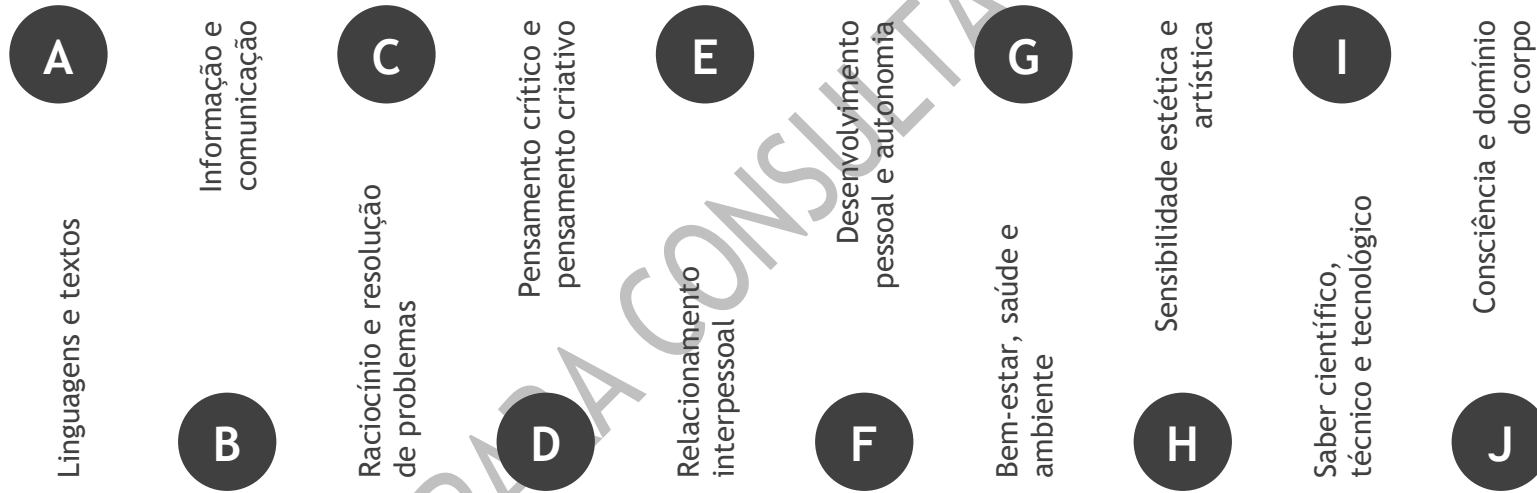 A
Linguagens e textos
B
Informação e
comunicação
C
Raciocínio e resolução
de problemas
D
Pensamento crítico e
pensamento criativo
E
Relacionamento
interpessoal
F
Desenvolvimento
pessoal e autonomia
G
Bem-estar, saúde e
ambiente
H
Sensibilidade estética e
artística
I
Saber científico,
técnico e tecnológico
J
Consciência e domínio
do corpo
PARA CONSULTA